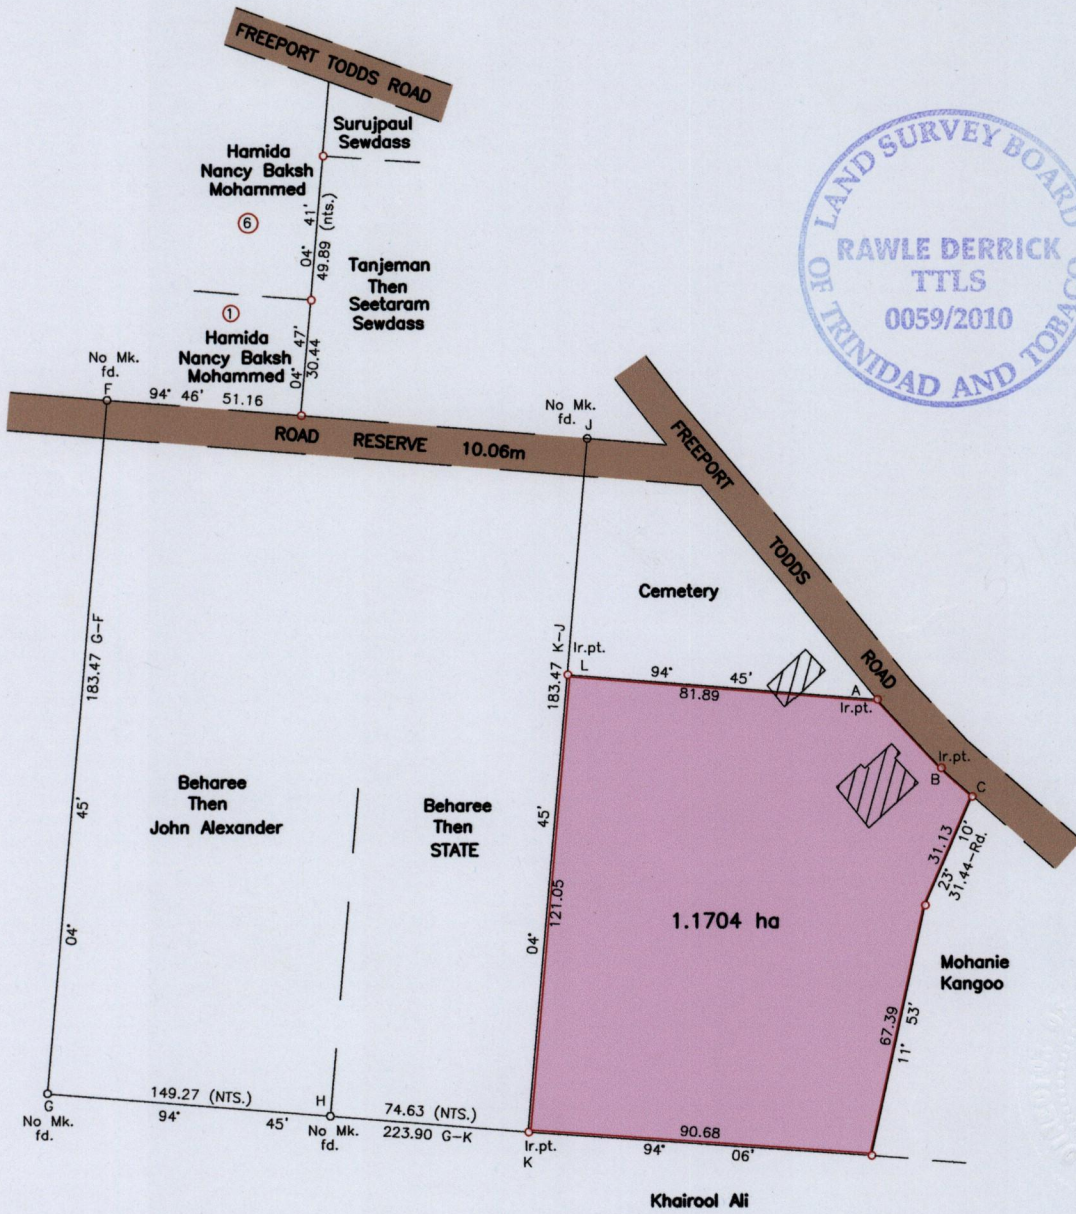 FREEPORT TODDS ROAD
Surujpaul
Sewdass
Hamida
Nancy Baksh
Mohammed
6
04° 41'
49.89 (nts.)
Tanjeman
Then
Seetaram
Sewdass
1
Hamida
Nancy Baksh
Mohammed
04° 47'
30.44
LAND SURVEY BOARD
OF TRINIDAD AND TOBAGO
RAWLE DERRICK
TTLS
0059/2010
No Mk.
fd.
F
94° 46' 51.16
ROAD RESERVE 10.06m
No Mk.
fd. J
FREEPORT TODDS ROAD
Cemetery
183.47 G-F
04° 45'
183.47 K-J
Ir.pt.
L
94° 45'
81.89
A
Ir.pt.
Ir.pt.
B
C
Beharee
Then
John Alexander
Beharee
Then
STATE
04° 45'
121.05
1.1704 ha
31.13
23° 10'
31.44-Rd.
Mohanie
Kangoo
67.39
11° 53'
G
No Mk.
fd.
149.27 (NTS.)
94° 45'
H
No Mk.
fd.
74.63 (NTS.)
223.90 G-K
Ir.pt.
K
90.68
94° 06'
Khairool Ali